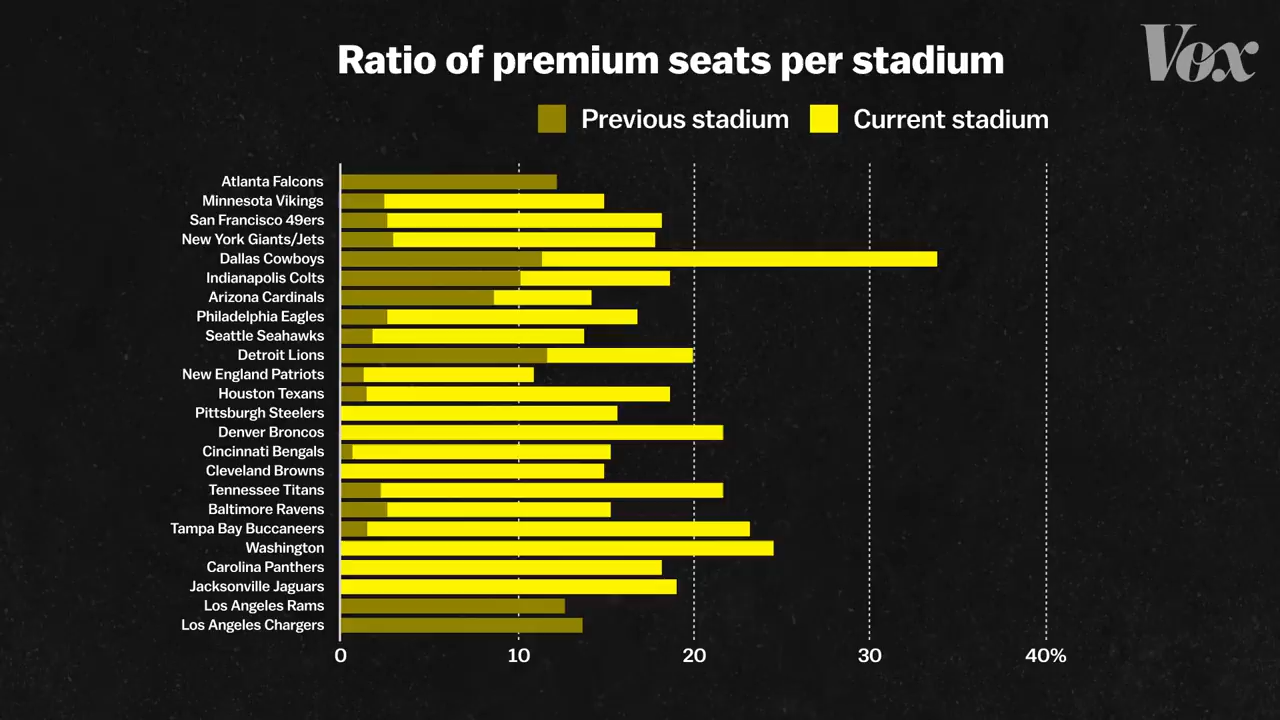 Vox
Ratio of premium seats per stadium
Previous stadium
Current stadium
Atlanta Falcons
Minnesota Vikings
San Francisco 49ers
New York Giants/Jets
Dallas Cowboys
Indianapolis Colts
Arizona Cardinals
Philadelphia Eagles
Seattle Seahawks
Detroit Lions
New England Patriots
Houston Texans
Pittsburgh Steelers
Denver Broncos
Cincinnati Bengals
Cleveland Browns
Tennessee Titans
Baltimore Ravens
Tampa Bay Buccaneers
Washington
Carolina Panthers
Jacksonville Jaguars
Los Angeles Rams
Los Angeles Chargers
0 10 20 30 40%